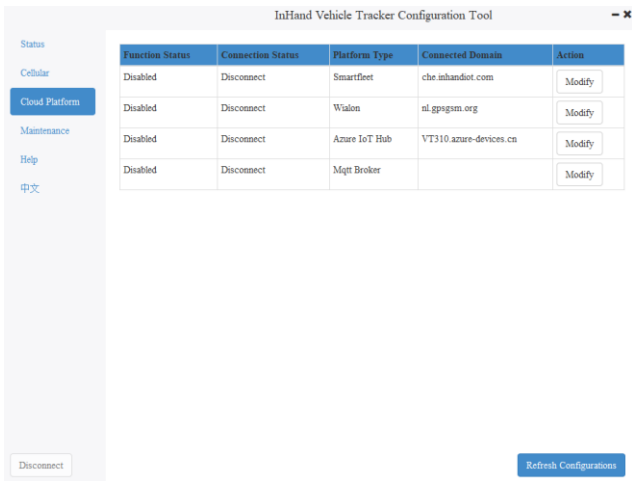 InHand Vehicle Tracker Configuration Tool
Status
Cellular
Cloud Platform
Maintenance
Help
中文
Function Status Connection Status Platform Type Connected Domain Action
Disabled Disconnect Smartfleet che.inhandiot.com Modify
Disabled Disconnect Wialon nl.gpsgsm.org Modify
Disabled Disconnect Azure IoT Hub VT310.azure-devices.cn Modify
Disabled Disconnect Mqtt Broker Modify
Disconnect
Refresh Configurations